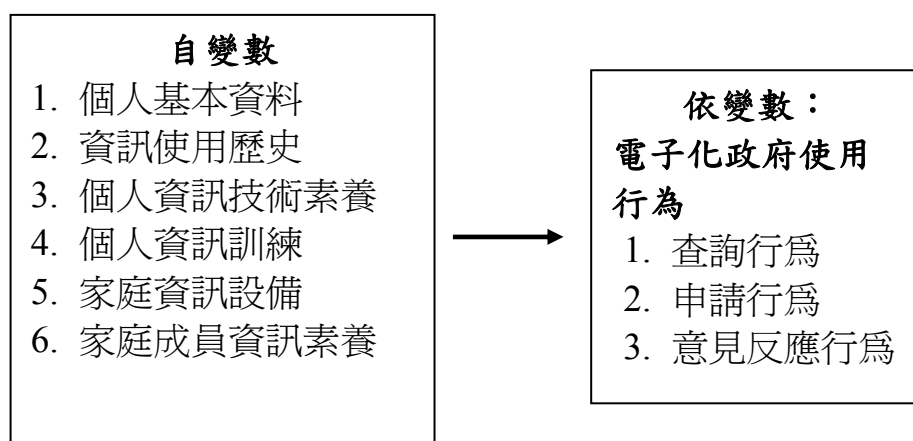 自變數
1. 個人基本資料
2. 資訊使用歷史
3. 個人資訊技術素養
4. 個人資訊訓練
5. 家庭資訊設備
6. 家庭成員資訊素養
依變數：
電子化政府使用
行為
1. 查詢行爲
2. 申請行爲
3. 意見反應行爲